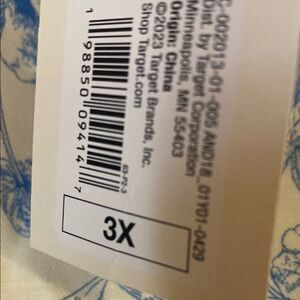 C-002013-01-005 AND18_01Y01-0429
Dist. by Target Corporation
Minneapolis, MN 55403
Origin: China
©2023 Target Brands, Inc.
Shop Target.com
1 98850 09414 7
3X